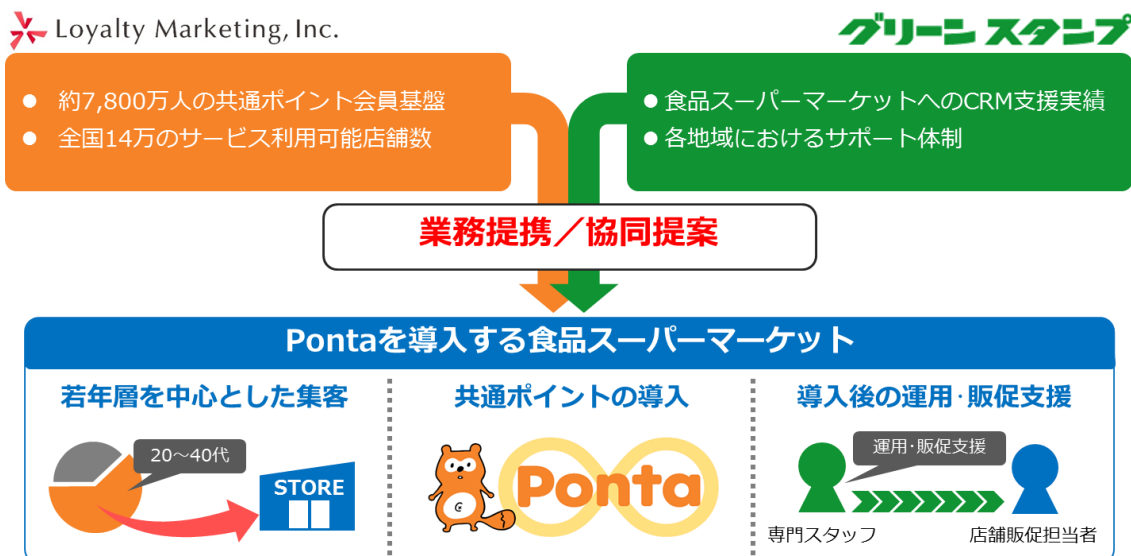 Loyalty Marketing, Inc.
グリーンスタンプ
● 約7,800万人の共通ポイント会員基盤
● 全国14万のサービス利用可能店舗数
● 食品スーパーマーケットへのCRM支援実績
● 各地域におけるサポート体制
業務提携／協同提案
Pontaを導入する食品スーパーマーケット
若年層を中心とした集客
20～40代
STORE
共通ポイントの導入
Ponta
導入後の運用・販促支援
運用・販促支援
専門スタッフ
店舗販促担当者